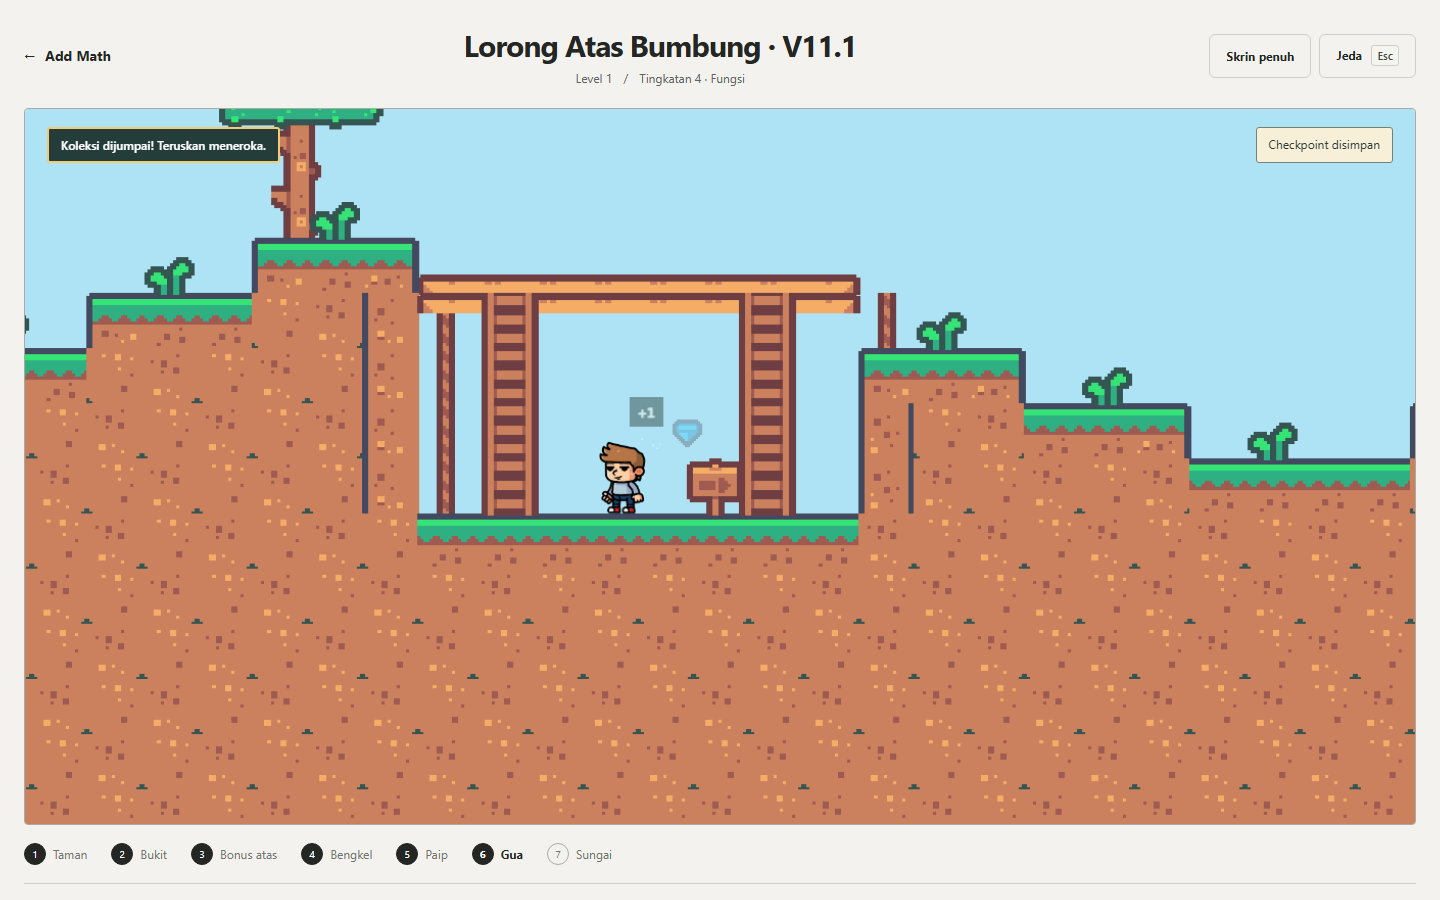 ← Add Math
Lorong Atas Bumbung · V11.1
Level 1 / Tingkatan 4 · Fungsi
Skrin penuh
Jeda Esc
Koleksi dijumpai! Teruskan meneroka.
Checkpoint disimpan
+1
1 Taman
2 Bukit
3 Bonus atas
4 Bengkel
5 Paip
6 Gua
7 Sungai